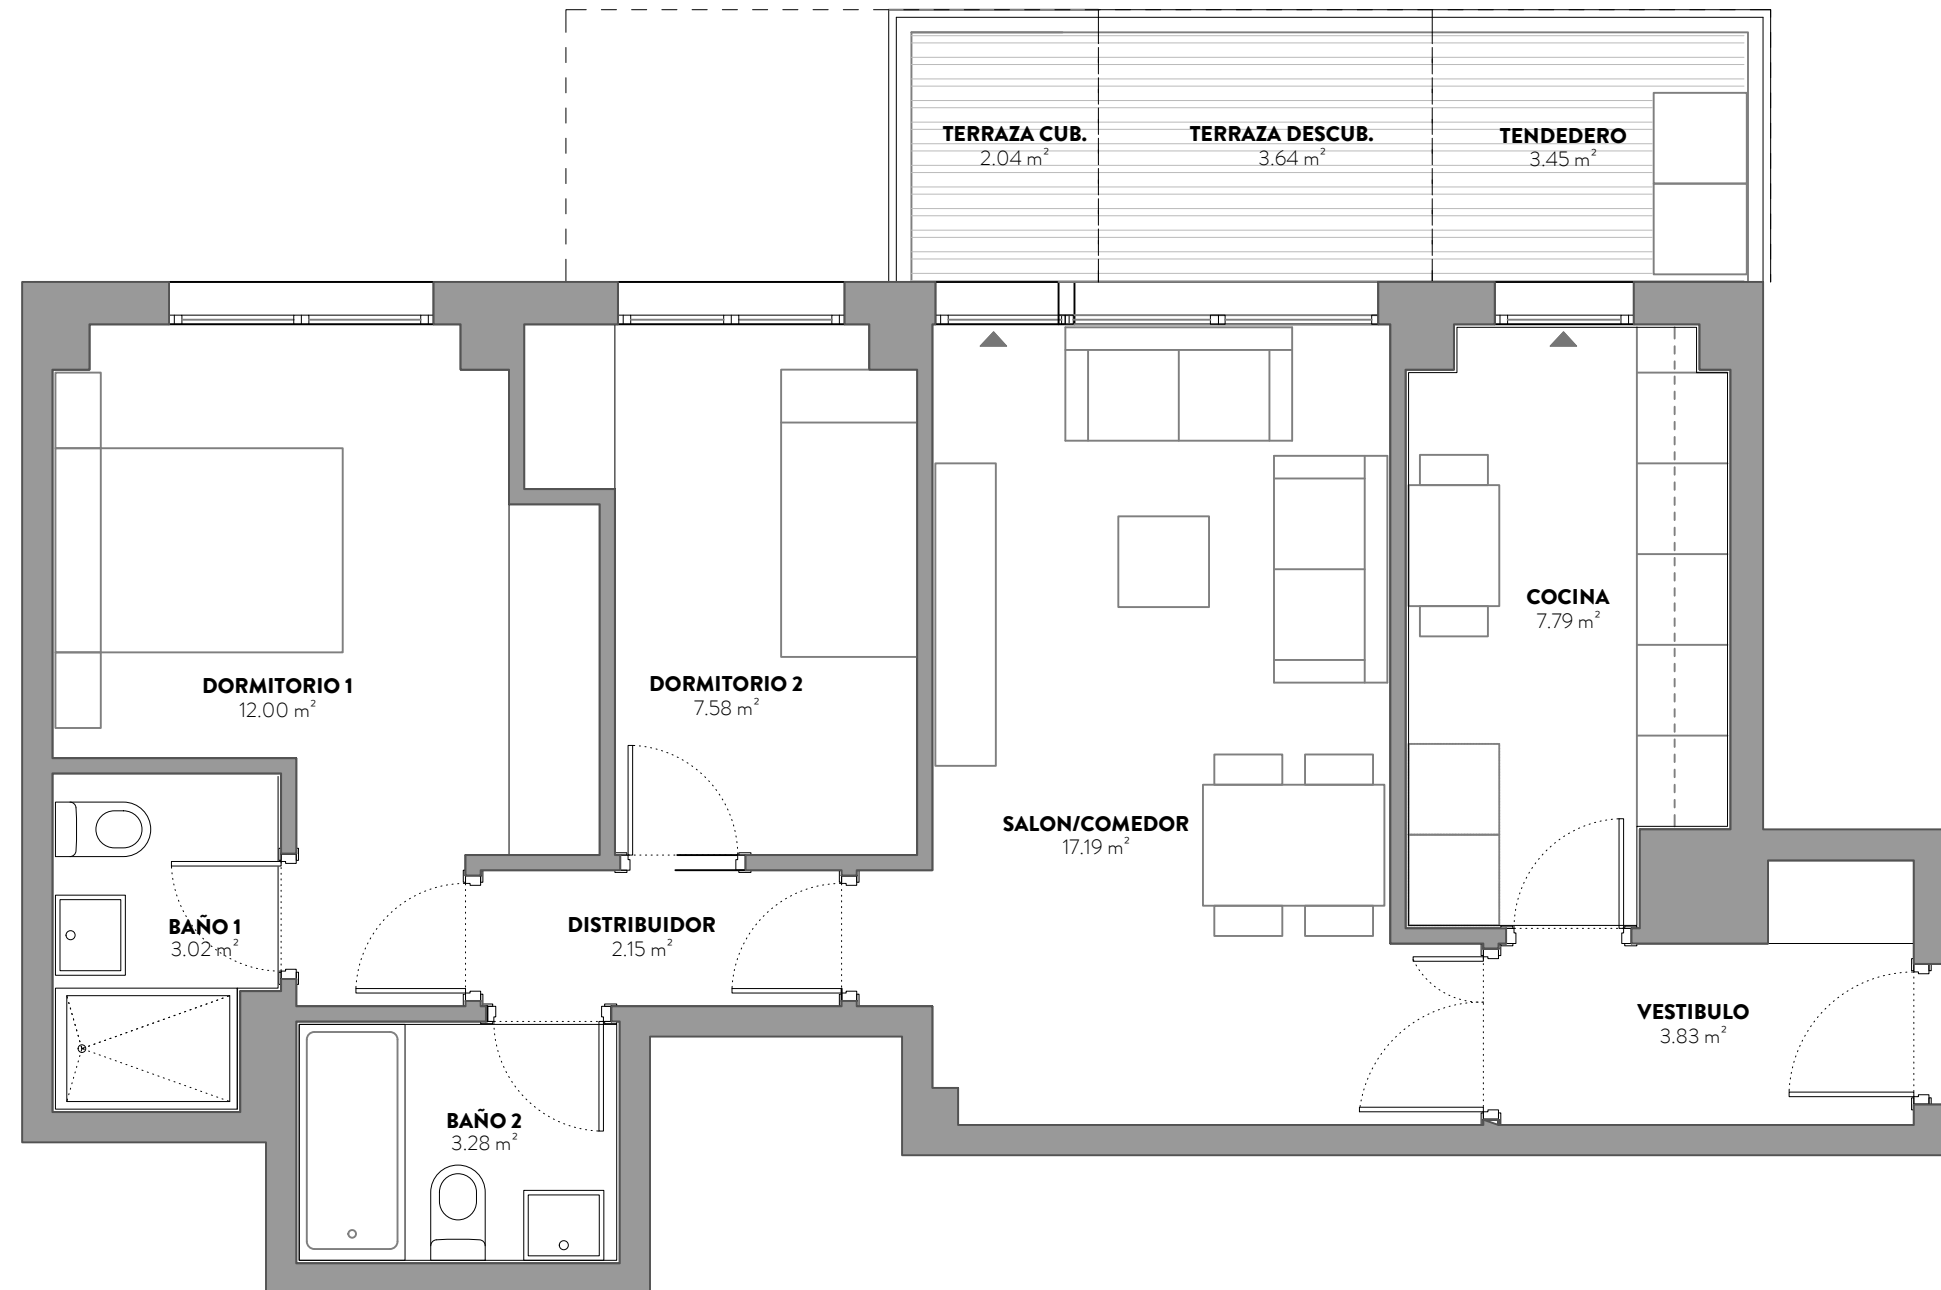 TERRAZA CUB.
2.04 m²
TERRAZA DESCUB.
3.64 m²
TENDEDERO
3.45 m²
COCINA
7.79 m²
DORMITORIO 1
12.00 m²
DORMITORIO 2
7.58 m²
SALON/COMEDOR
17.19 m²
BAÑO 1
3.02 m²
DISTRIBUIDOR
2.15 m²
VESTIBULO
3.83 m²
BAÑO 2
3.28 m²